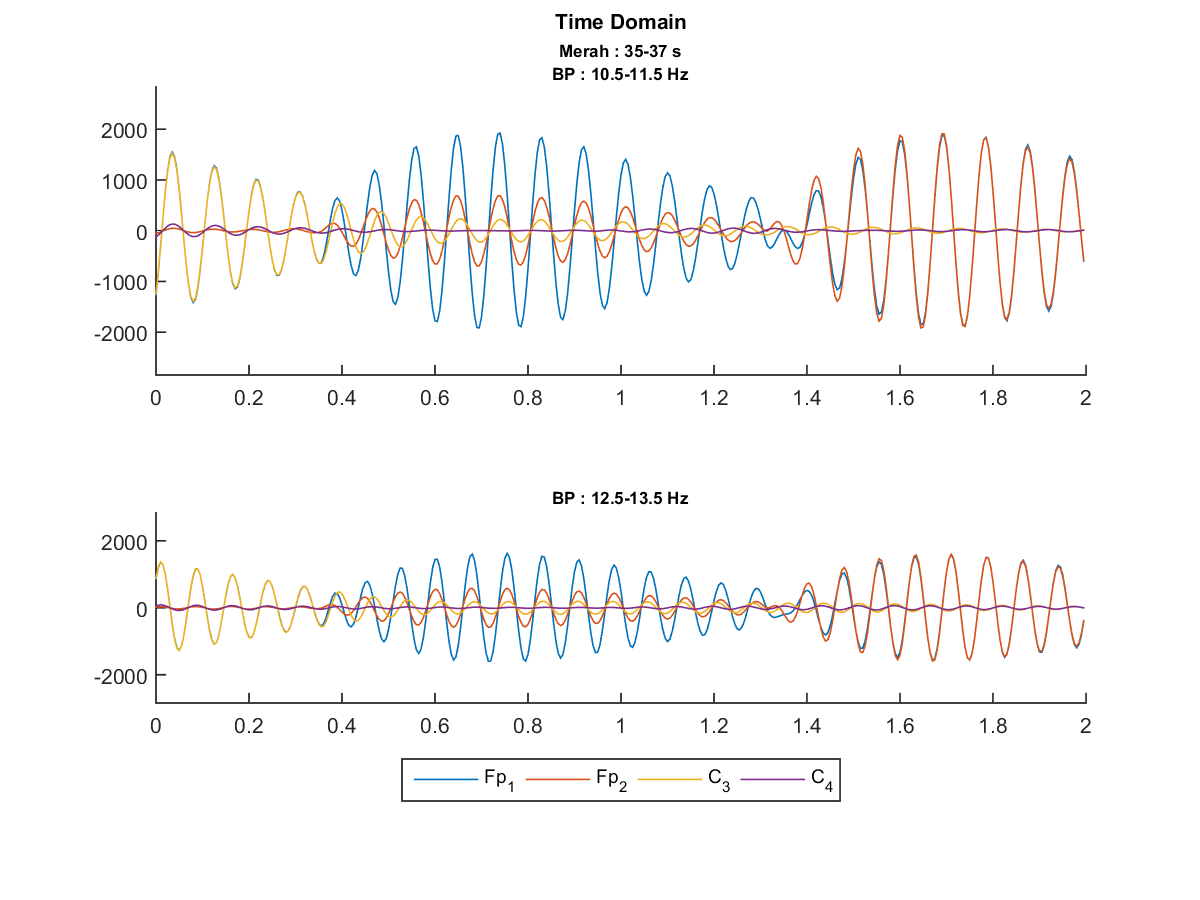 Time Domain
Merah : 35-37 s
BP : 10.5-11.5 Hz
2000
1000
0
-1000
-2000
0 0.2 0.4 0.6 0.8 1 1.2 1.4 1.6 1.8 2
BP : 12.5-13.5 Hz
2000
0
-2000
0 0.2 0.4 0.6 0.8 1 1.2 1.4 1.6 1.8 2
Fp1 Fp2 C3 C4